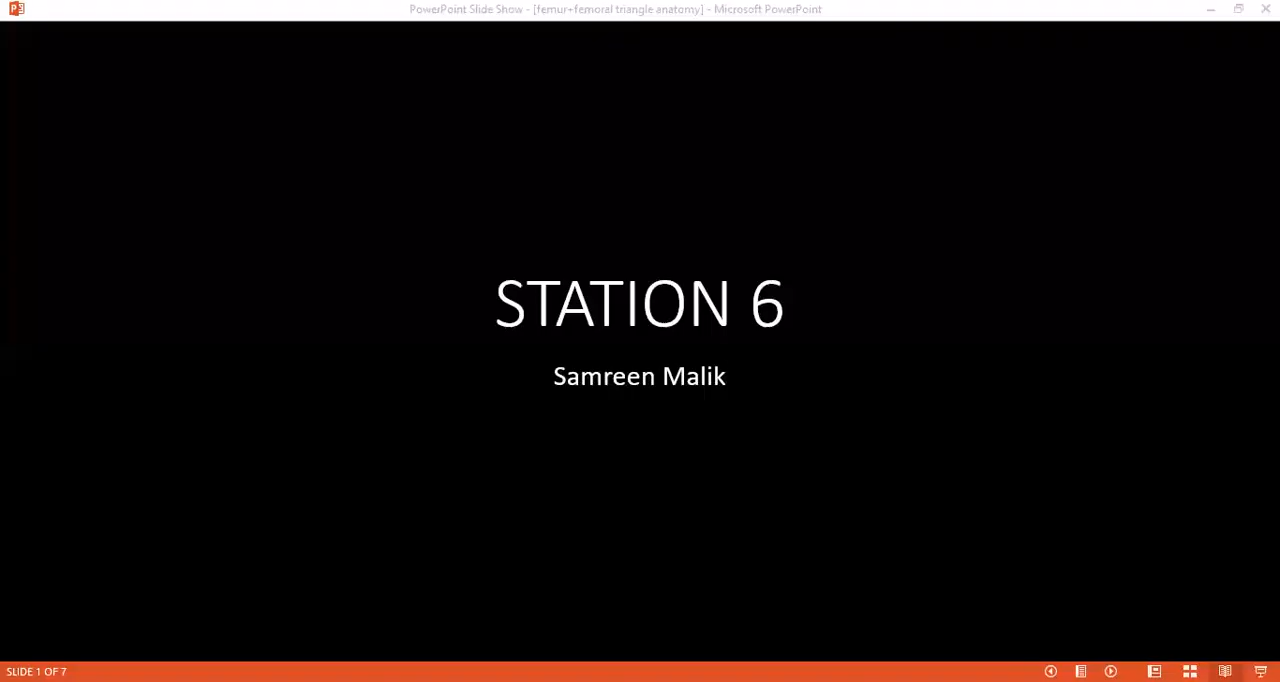 PowerPoint Slide Show - [femur+femoral triangle anatomy] - Microsoft PowerPoint
STATION 6
Samreen Malik
SLIDE 1 OF 7